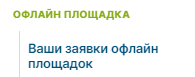 ОФЛАЙН ПЛОЩАДКА
Ваши заявки офлайн
площадок